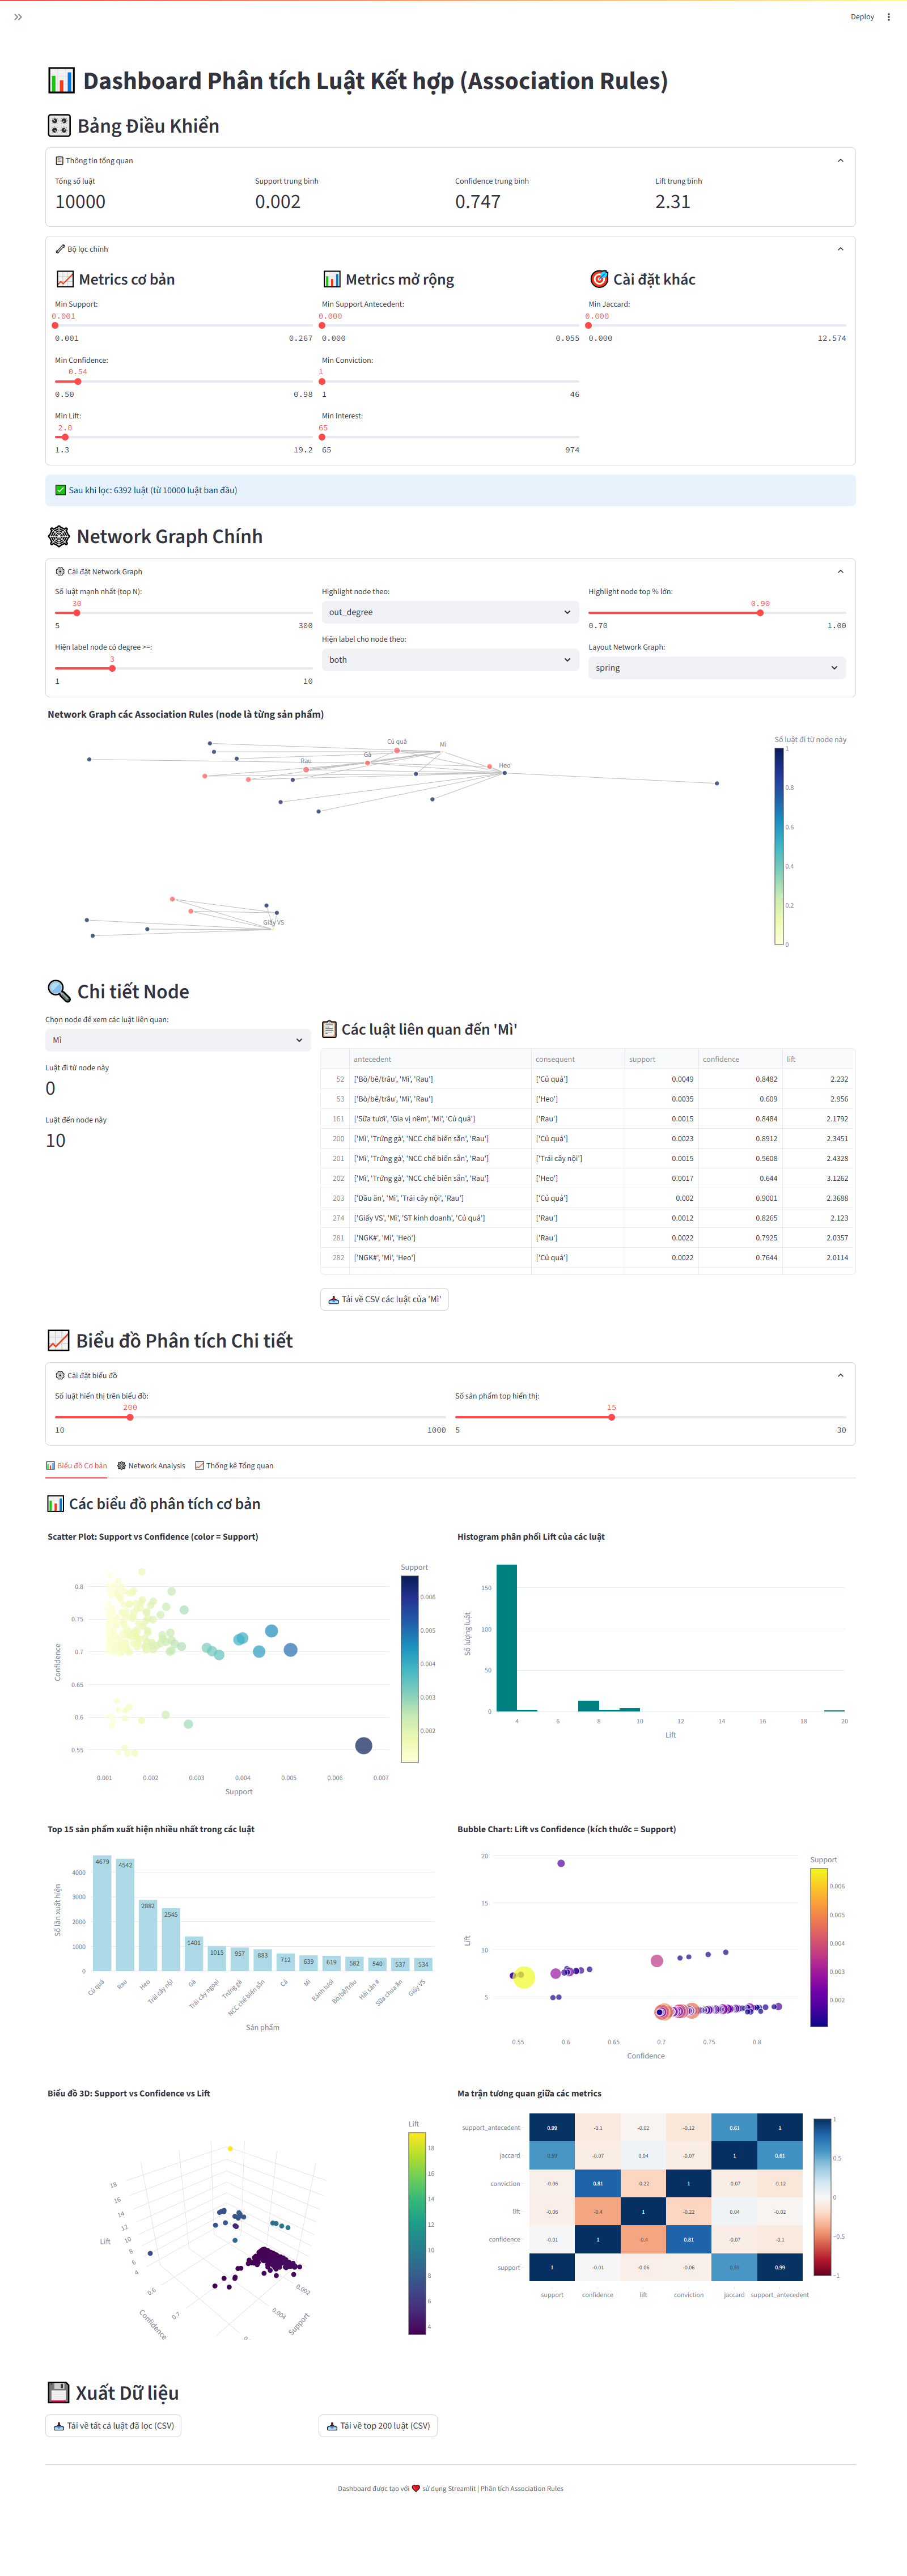 Deploy
Dashboard Phân tích Luật Kết hợp (Association Rules)
Bảng Điều Khiển
Thông tin tổng quan
Tổng số luật Support trung bình Confidence trung bình Lift trung bình
10000 0.002 0.747 2.31
Bộ lọc chính
Metrics cơ bản Metrics mở rộng Cài đặt khác
Min Support: Min Support Antecedent: Min Jaccard:
0.001 0.000 0.000
0.001 0.267 0.000 0.055 0.000 12.574
Min Confidence: Min Conviction:
0.54 1
0.50 0.98 1 46
Min Lift: Min Interest:
2.0 65
1.3 19.2 65 974
Sau khi lọc: 6392 luật (từ 10000 luật ban đầu)
Network Graph Chính
Cài đặt Network Graph
Số luật mạnh nhất (top N): Highlight node theo: Highlight node top % lớn:
30 out_degree 0.90
5 300 0.70 1.00
Hiện label node có degree >=: Hiện label cho node theo: Layout Network Graph:
3 both spring
1 10
Network Graph các Association Rules (node là từng sản phẩm)
Số luật đi từ node này
Củ quả Mì
Gà
Rau Heo
Giấy VS
1
0.8
0.6
0.4
0.2
0
Chi tiết Node
Chọn node để xem các luật liên quan:
Mì
Luật đi từ node này
0
Luật đến node này
10
Các luật liên quan đến 'Mì'
antecedent consequent support confidence lift
52 ['Bò/bê/trâu', 'Mì', 'Rau'] ['Củ quả'] 0.0049 0.8482 2.232
53 ['Bò/bê/trâu', 'Mì', 'Rau'] ['Heo'] 0.0035 0.609 2.956
161 ['Sữa tươi', 'Gia vị nêm', 'Mì', 'Củ quả'] ['Rau'] 0.0015 0.8484 2.1792
200 ['Mì', 'Trứng gà', 'NCC chế biến sẵn', 'Rau'] ['Củ quả'] 0.0023 0.8912 2.3451
201 ['Mì', 'Trứng gà', 'NCC chế biến sẵn', 'Rau'] ['Trái cây nội'] 0.0015 0.5608 2.4328
202 ['Mì', 'Trứng gà', 'NCC chế biến sẵn', 'Rau'] ['Heo'] 0.0017 0.644 3.1262
203 ['Dầu ăn', 'Mì', 'Trái cây nội', 'Rau'] ['Củ quả'] 0.002 0.9001 2.3688
274 ['Giấy VS', 'Mì', 'ST kinh doanh', 'Củ quả'] ['Rau'] 0.0012 0.8265 2.123
281 ['NGK#', 'Mì', 'Heo'] ['Rau'] 0.0022 0.7925 2.0357
282 ['NGK#', 'Mì', 'Heo'] ['Củ quả'] 0.0022 0.7644 2.0114
Tải về CSV các luật của 'Mì'
Biểu đồ Phân tích Chi tiết
Cài đặt biểu đồ
Số luật hiển thị trên biểu đồ: Số sản phẩm top hiển thị:
200 15
10 1000 5 30
Biểu đồ Cơ bản Network Analysis Thống kê Tổng quan
Các biểu đồ phân tích cơ bản
Scatter Plot: Support vs Confidence (color = Support)
Support
0.8
0.75
0.7
0.65
0.6
0.55
Confidence
0.001 0.002 0.003 0.004 0.005 0.006 0.007
Support
0.006
0.005
0.004
0.003
0.002
Histogram phân phối Lift của các luật
150
100
50
0
Số lượng luật
4 6 8 10 12 14 16 18 20
Lift
Top 15 sản phẩm xuất hiện nhiều nhất trong các luật
4000
3000
2000
1000
0
Số lần xuất hiện
4679 4542 2882 2545 1401 1015 957 883 712 639 619 582 540 537 534
Củ quả Rau Heo Trái cây nội Gà Trái cây ngoại Trứng gà NCC chế biến sẵn Cá Mì Bánh tươi Bò/bê/trâu Hải sản # Sữa chua ăn Giấy VS
Sản phẩm
Bubble Chart: Lift vs Confidence (kích thước = Support)
Support
20
15
10
5
Lift
0.55 0.6 0.65 0.7 0.75 0.8
Confidence
0.006
0.005
0.004
0.003
0.002
Biểu đồ 3D: Support vs Confidence vs Lift
Lift
18
16
14
12
10
8
6
4
Lift
0.6
0.7
Confidence
0.002
0.004
Support
18
16
14
12
10
8
6
4
Ma trận tương quan giữa các metrics
support_antecedent 0.99 -0.1 -0.02 -0.12 0.61 1
jaccard -0.07 0.04 -0.07 1 0.61
conviction -0.06 0.81 -0.22 1 -0.07 -0.12
lift -0.06 -0.4 1 -0.22 0.04 -0.02
confidence -0.01 1 -0.4 0.81 -0.07 -0.1
support 1 -0.01 -0.06 -0.06 0.99
support confidence lift conviction jaccard support_antecedent
1
0.5
0
−0.5
−1
Xuất Dữ liệu
Tải về tất cả luật đã lọc (CSV) Tải về top 200 luật (CSV)
Dashboard được tạo với ❤️ sử dụng Streamlit | Phân tích Association Rules